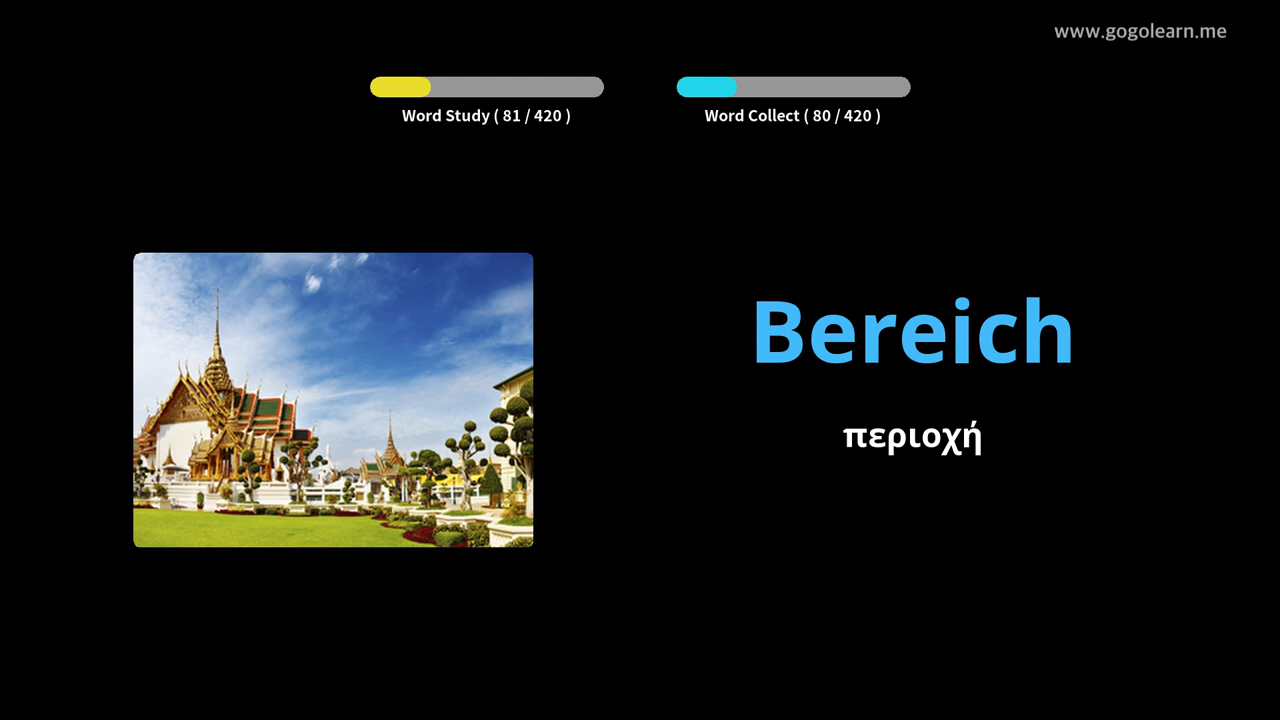 www.gogolearn.me
Word Study ( 81 / 420 )
Word Collect ( 80 / 420 )
Bereich
περιοχή